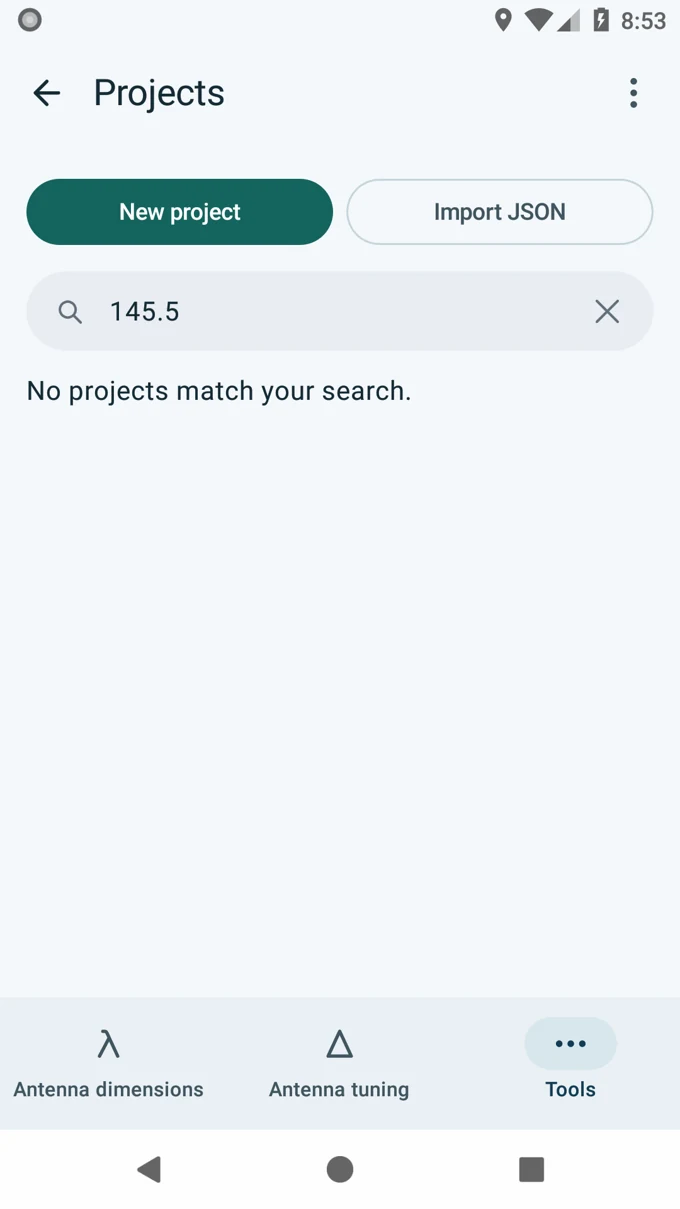 8:53
Projects
New project
Import JSON
145.5
No projects match your search.
λ
Δ
Antenna dimensions
Antenna tuning
Tools